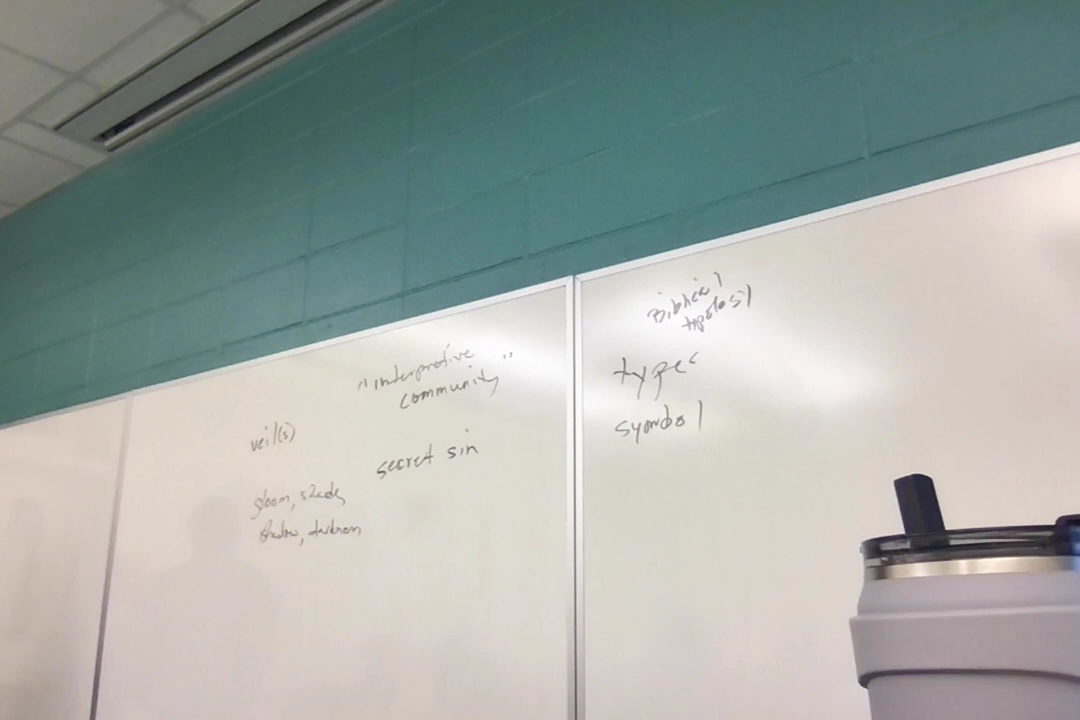 "interpretive
community"
veil(s)
secret sin
gloom, shade,
shadow, darkness
Biblical
typology
types
symbol